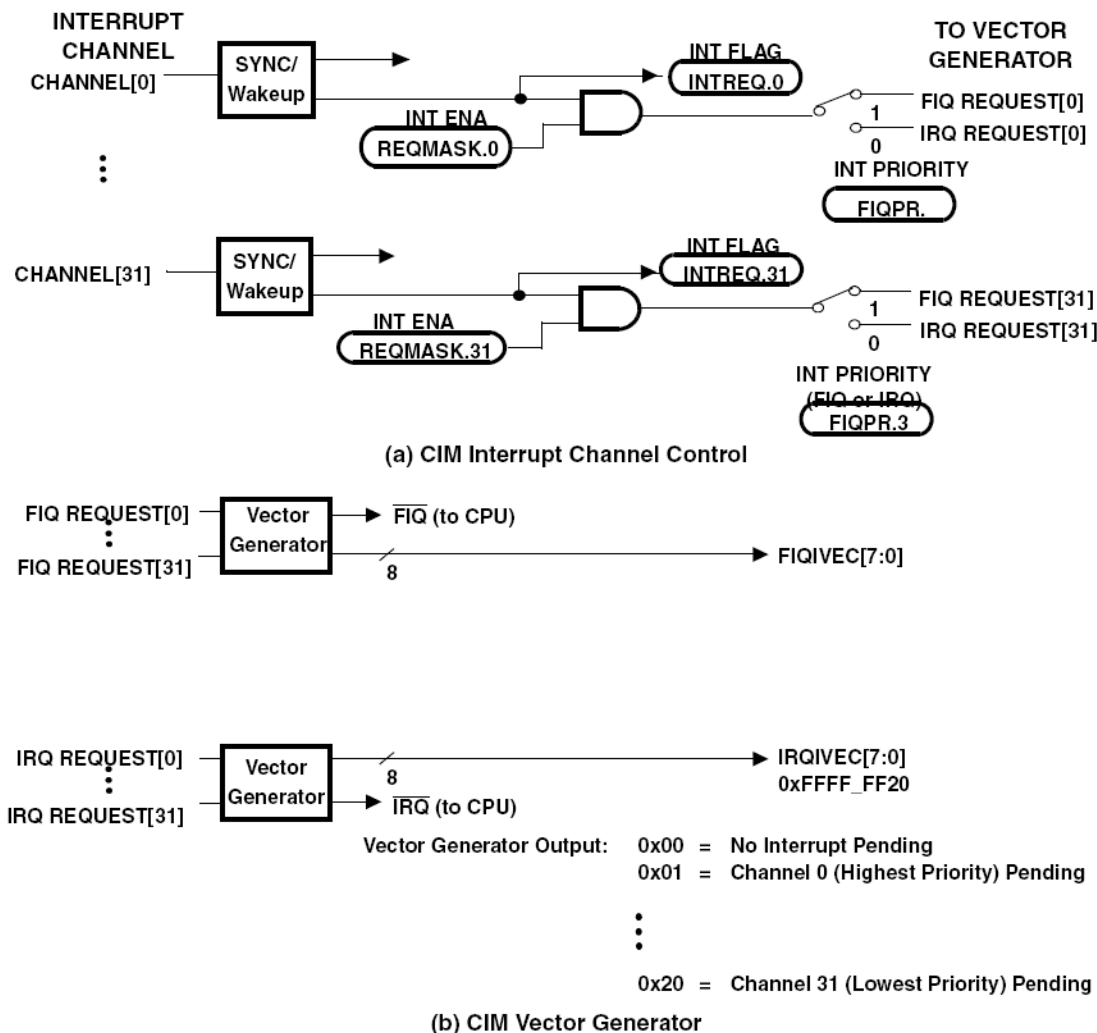 INTERRUPT
CHANNEL
CHANNEL[0]
SYNC/
Wakeup
INT FLAG
INTREQ.0
INT ENA
REQMASK.0
TO VECTOR
GENERATOR
FIQ REQUEST[0]
1
IRQ REQUEST[0]
0
INT PRIORITY
FIQPR.
CHANNEL[31]
SYNC/
Wakeup
INT FLAG
INTREQ.31
INT ENA
REQMASK.31
FIQ REQUEST[31]
1
IRQ REQUEST[31]
0
INT PRIORITY
(FIQ or IRQ)
FIQPR.3
(a) CIM Interrupt Channel Control
FIQ REQUEST[0]
FIQ REQUEST[31]
Vector
Generator
FIQ (to CPU)
8
FIQIVEC[7:0]
IRQ REQUEST[0]
IRQ REQUEST[31]
Vector
Generator
8
IRQ (to CPU)
IRQIVEC[7:0]
0xFFFF_FF20
Vector Generator Output: 0x00 = No Interrupt Pending
0x01 = Channel 0 (Highest Priority) Pending
0x20 = Channel 31 (Lowest Priority) Pending
(b) CIM Vector Generator